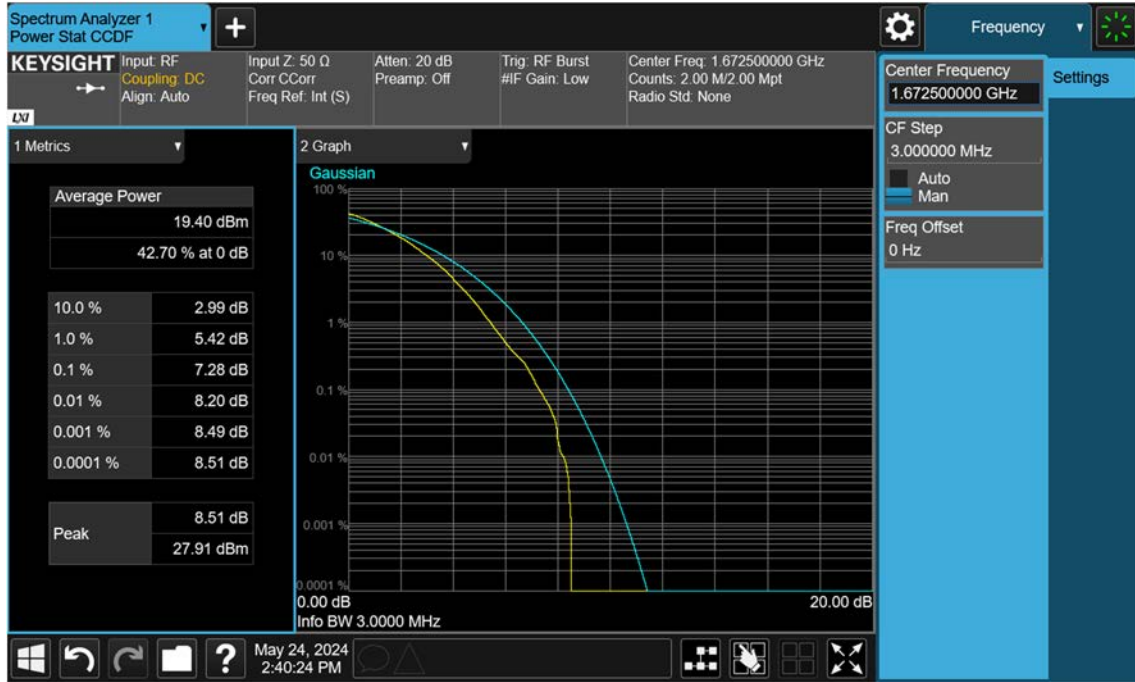 Spectrum Analyzer 1
Power Stat CCDF
Frequency
KEYSIGHT
LXI
Input: RF
Coupling: DC
Align: Auto
Input Z: 50 Ω
Corr CCorr
Freq Ref: Int (S)
Atten: 20 dB
Preamp: Off
Trig: RF Burst
#IF Gain: Low
Center Freq: 1.672500000 GHz
Counts: 2.00 M/2.00 Mpt
Radio Std: None
Center Frequency
1.672500000 GHz
Settings
CF Step
3.000000 MHz
Auto
Man
Freq Offset
0 Hz
1 Metrics
Average Power
19.40 dBm
42.70 % at 0 dB
10.0 % 2.99 dB
1.0 % 5.42 dB
0.1 % 7.28 dB
0.01 % 8.20 dB
0.001 % 8.49 dB
0.0001 % 8.51 dB
Peak 8.51 dB
27.91 dBm
2 Graph
Gaussian
100 %
10 %
1 %
0.1 %
0.01 %
0.001 %
0.0001 %
0.00 dB 20.00 dB
Info BW 3.0000 MHz
?
May 24, 2024
2:40:24 PM